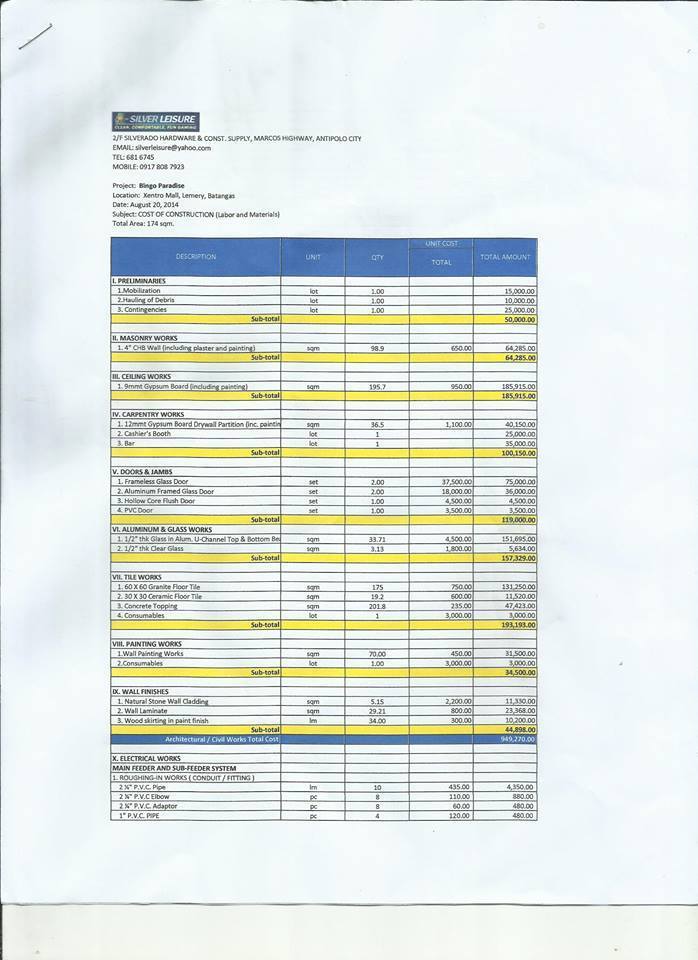 SILVER LEISURE
CLEAN, COMFORTABLE, FUN GAMING
2/F SILVERADO HARDWARE & CONST. SUPPLY, MARCOS HIGHWAY, ANTIPOLO CITY
EMAIL: silverleisure@yahoo.com
TEL: 681 6745
MOBILE: 0917 808 7923
Project: Bingo Paradise
Location: Xentro Mall, Lemery, Batangas
Date: August 20, 2014
Subject: COST OF CONSTRUCTION (Labor and Materials)
Total Area: 174 sqm.
DESCRIPTION UNIT QTY UNIT COST TOTAL TOTAL AMOUNT
I. PRELIMINARIES
1.Mobilization lot 1.00 15,000.00
2.Hauling of Debris lot 1.00 10,000.00
3. Contingencies lot 1.00 25,000.00
Sub-total 50,000.00
II. MASONRY WORKS
1. 4" CHB Wall (including plaster and painting) sqm 98.9 650.00 64,285.00
Sub-total 64,285.00
III. CEILING WORKS
1. 9mmt Gypsum Board (including painting) sqm 195.7 950.00 185,915.00
Sub-total 185,915.00
IV. CARPENTRY WORKS
1. 12mmt Gypsum Board Drywall Partition (inc. paintin sqm 36.5 1,100.00 40,150.00
2. Cashier's Booth lot 1 25,000.00
3. Bar lot 1 35,000.00
Sub-total 100,150.00
V. DOORS & JAMBS
1. Frameless Glass Door set 2.00 37,500.00 75,000.00
2. Aluminum Framed Glass Door set 2.00 18,000.00 36,000.00
3. Hollow Core Flush Door set 1.00 4,500.00 4,500.00
4. PVC Door set 1.00 3,500.00 3,500.00
Sub-total 119,000.00
VI. ALUMINUM & GLASS WORKS
1. 1/2" thk Glass in Alum. U-Channel Top & Bottom Bea sqm 33.71 4,500.00 151,695.00
2. 1/2" thk Clear Glass sqm 3.13 1,800.00 5,634.00
Sub-total 157,329.00
VII. TILE WORKS
1. 60 X 60 Granite Floor Tile sqm 175 750.00 131,250.00
2. 30 X 30 Ceramic Floor Tile sqm 19.2 600.00 11,520.00
3. Concrete Topping sqm 201.8 235.00 47,423.00
4. Consumables lot 1 3,000.00 3,000.00
Sub-total 193,193.00
VIII. PAINTING WORKS
1.Wall Painting Works sqm 70.00 450.00 31,500.00
2.Consumables lot 1.00 3,000.00 3,000.00
Sub-total 34,500.00
IX. WALL FINISHES
1. Natural Stone Wall Cladding sqm 5.15 2,200.00 11,330.00
2. Wall Laminate sqm 29.21 800.00 23,368.00
3. Wood skirting in paint finish lm 34.00 300.00 10,200.00
Sub-total 44,898.00
Architectural / Civil Works Total Cost 949,270.00
X. ELECTRICAL WORKS
MAIN FEEDER AND SUB-FEEDER SYSTEM
1. ROUGHING-IN WORKS ( CONDUIT / FITTING )
2 ½" P.V.C. Pipe lm 10 435.00 4,350.00
2 ½" P.V.C Elbow pc 8 110.00 880.00
2 ½" P.V.C. Adaptor pc 8 60.00 480.00
1" P.V.C. PIPE pc 4 120.00 480.00